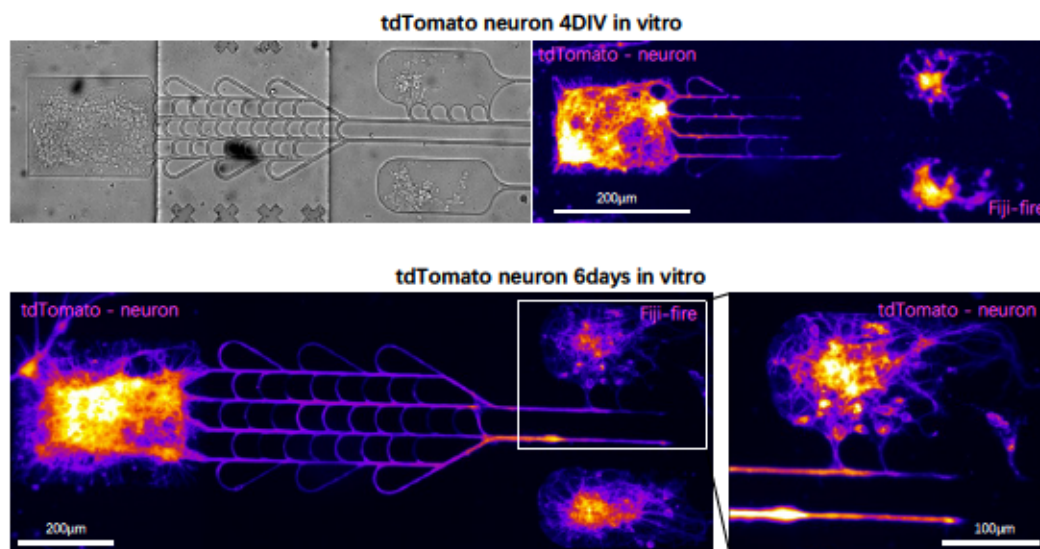 tdTomato neuron 4DIV in vitro
tdTomato - neuron
200μm
Fiji-fire
tdTomato neuron 6days in vitro
tdTomato - neuron
Fiji-fire
200μm
tdTomato - neuron
100μm